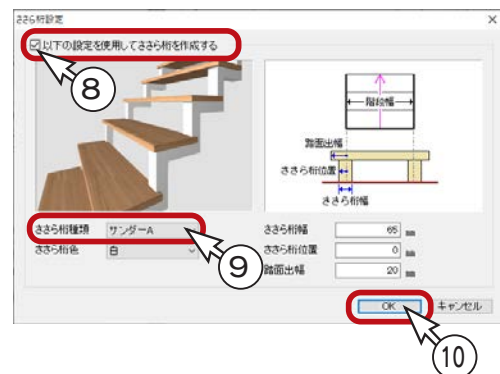 ささら桁設定
以下の設定を使用してささら桁を作成する
⑧
階段幅
踏面出幅
ささら桁位置
ささら桁幅
ささら桁種類 サンダーA
ささら桁色 白
⑨
ささら桁幅 65 mm
ささら桁位置 0 mm
踏面出幅 20 mm
OK キャンセル
⑩